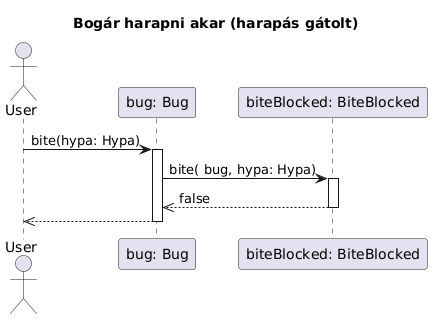 Bogár harapni akar (harapás gátolt)
User
bug: Bug
biteBlocked: BiteBlocked
bite(hypa: Hypa)
bite( bug, hypa: Hypa)
false
User
bug: Bug
biteBlocked: BiteBlocked